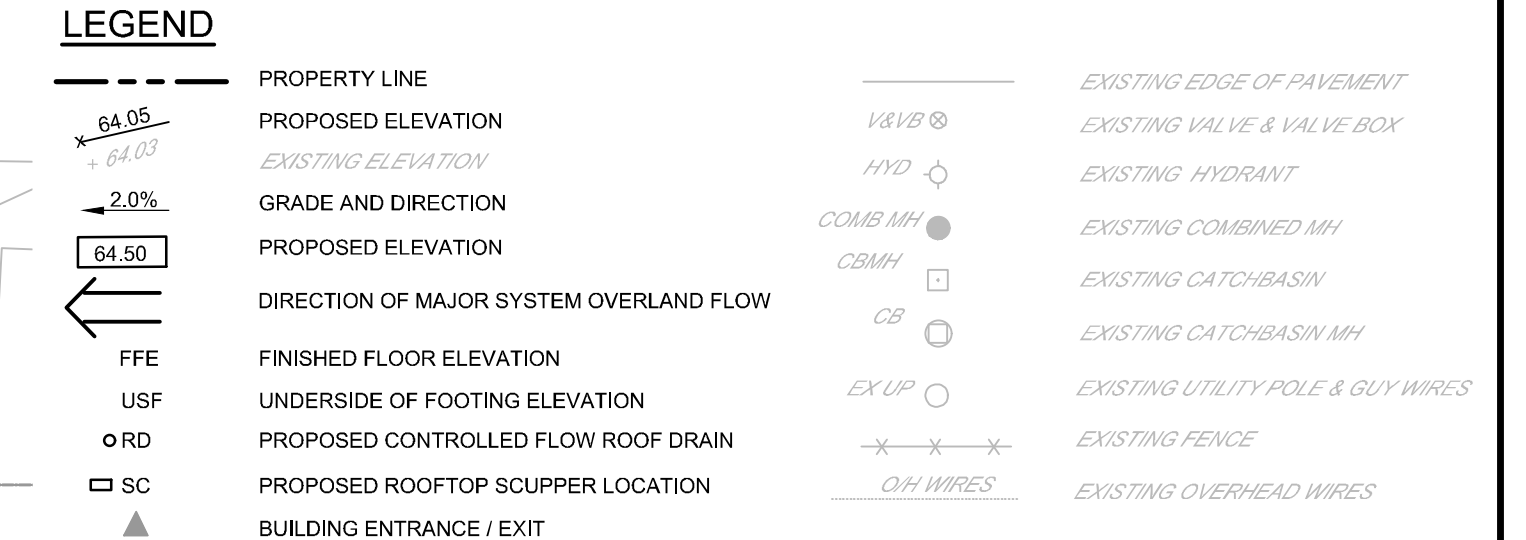 LEGEND
PROPERTY LINE
64.05 PROPOSED ELEVATION
+ 64.03 EXISTING ELEVATION
2.0% GRADE AND DIRECTION
64.50 PROPOSED ELEVATION
DIRECTION OF MAJOR SYSTEM OVERLAND FLOW
FFE FINISHED FLOOR ELEVATION
USF UNDERSIDE OF FOOTING ELEVATION
RD PROPOSED CONTROLLED FLOW ROOF DRAIN
SC PROPOSED ROOFTOP SCUPPER LOCATION
BUILDING ENTRANCE / EXIT
EXISTING EDGE OF PAVEMENT
V&VB EXISTING VALVE & VALVE BOX
HYD EXISTING HYDRANT
COMB MH EXISTING COMBINED MH
CBMH EXISTING CATCHBASIN
CB EXISTING CATCHBASIN MH
EX UP EXISTING UTILITY POLE & GUY WIRES
EXISTING FENCE
O/H WIRES EXISTING OVERHEAD WIRES